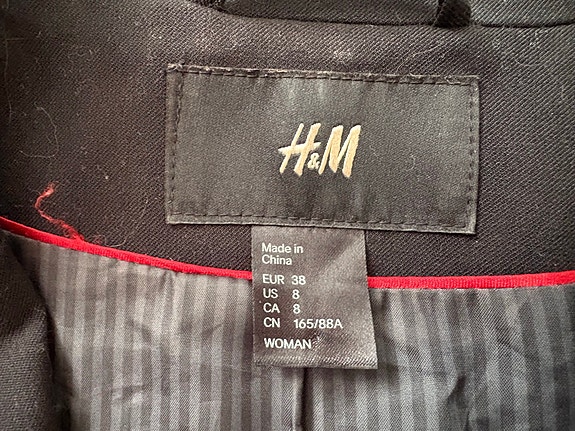 H&M
Made in
China
EUR 38
US 8
CA 8
CN 165/88A
WOMAN